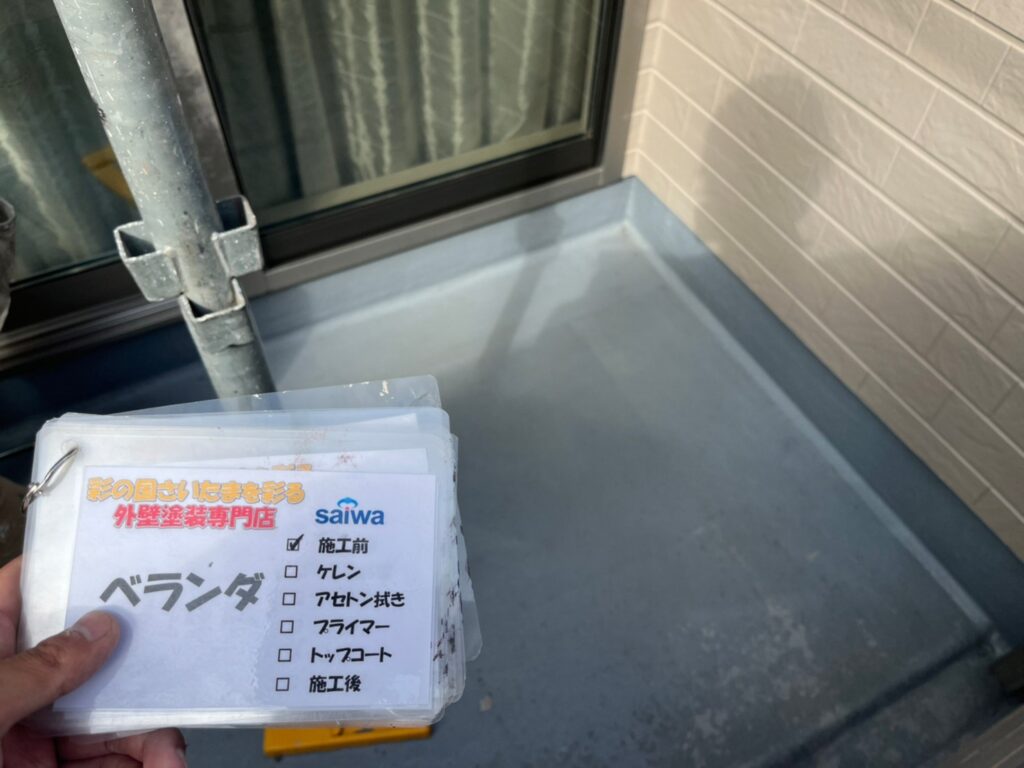 彩の国さいたまを彩る
外壁塗装専門店
saiwa
ベランダ
☑ 施工前
☐ ケレン
☐ アセトン拭き
☐ プライマー
☐ トップコート
☐ 施工後